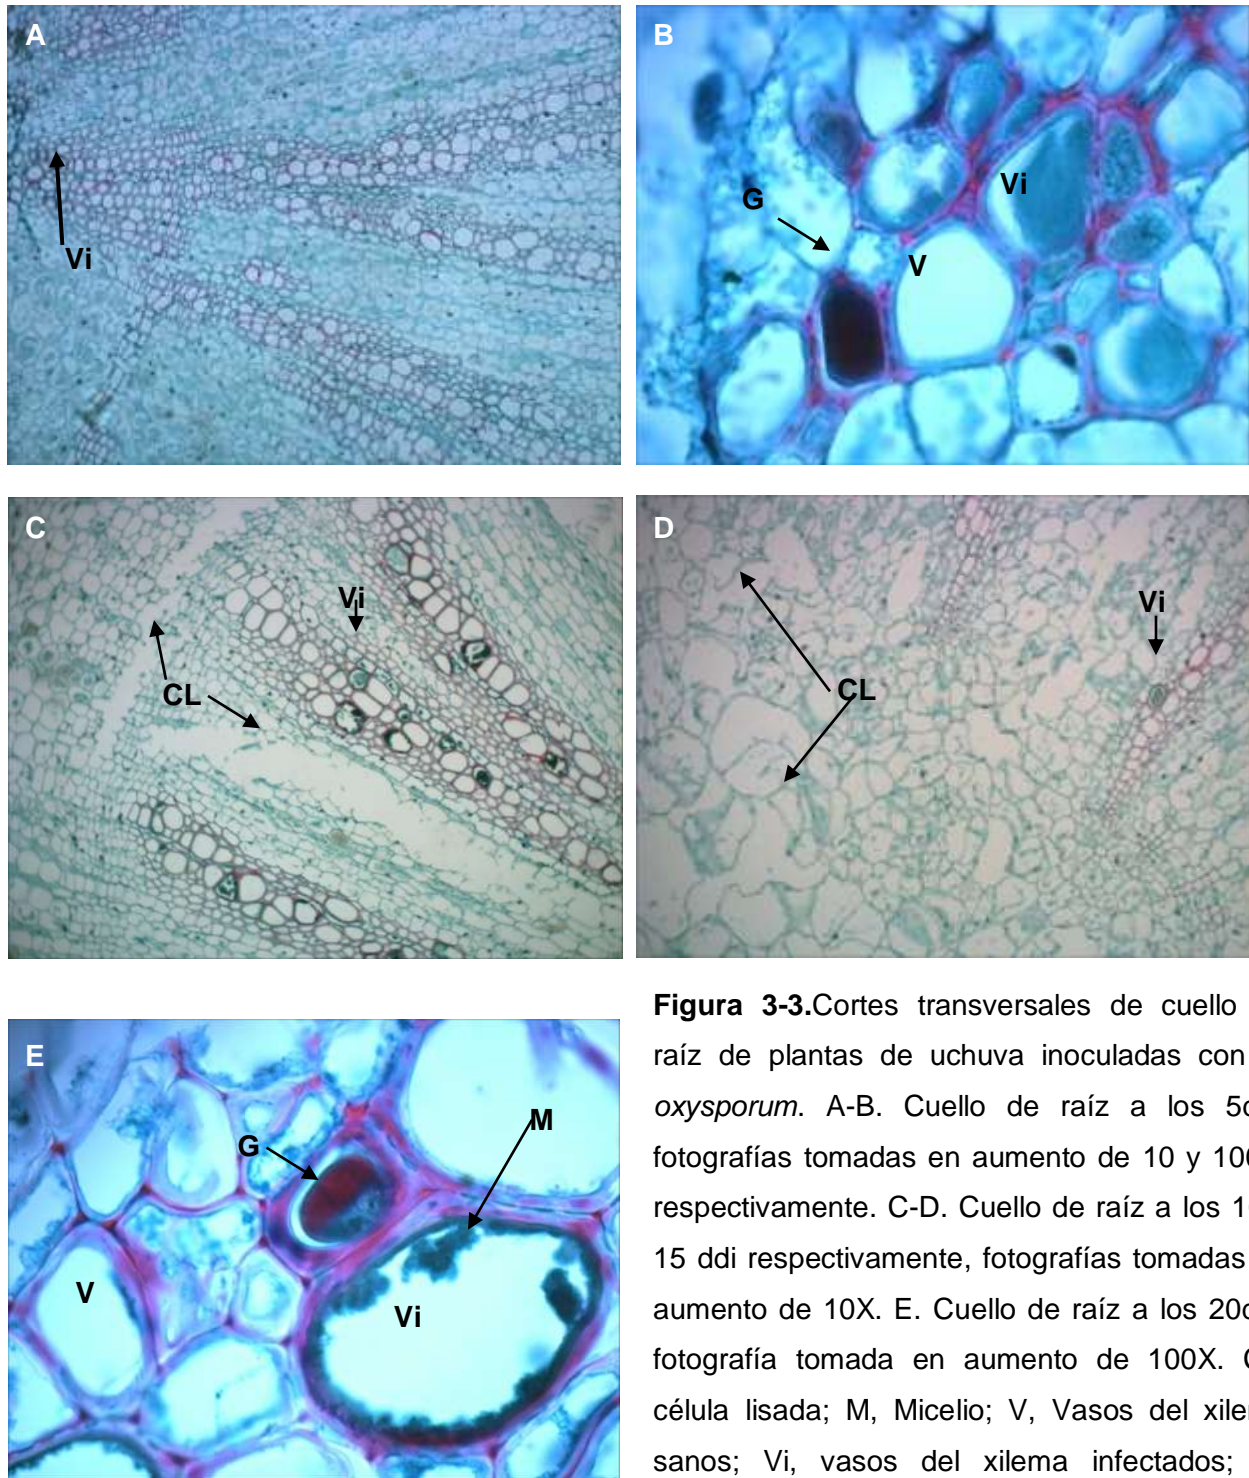 A
Vi
B
G
Vi
V
C
Vi
CL
D
Vi
CL
E
G
M
V
Vi
Figura 3-3.Cortes transversales de cuello
raíz de plantas de uchuva inoculadas con
oxysporum. A-B. Cuello de raíz a los
fotografías tomadas en aumento de 10 y
respectivamente. C-D. Cuello de raíz a los
15 ddi respectivamente, fotografías tomadas
aumento de 10X. E. Cuello de raíz a los
fotografía tomada en aumento de 100X.
célula lisada; M, Micelio; V, Vasos del
sanos; Vi, vasos del xilema infectados;